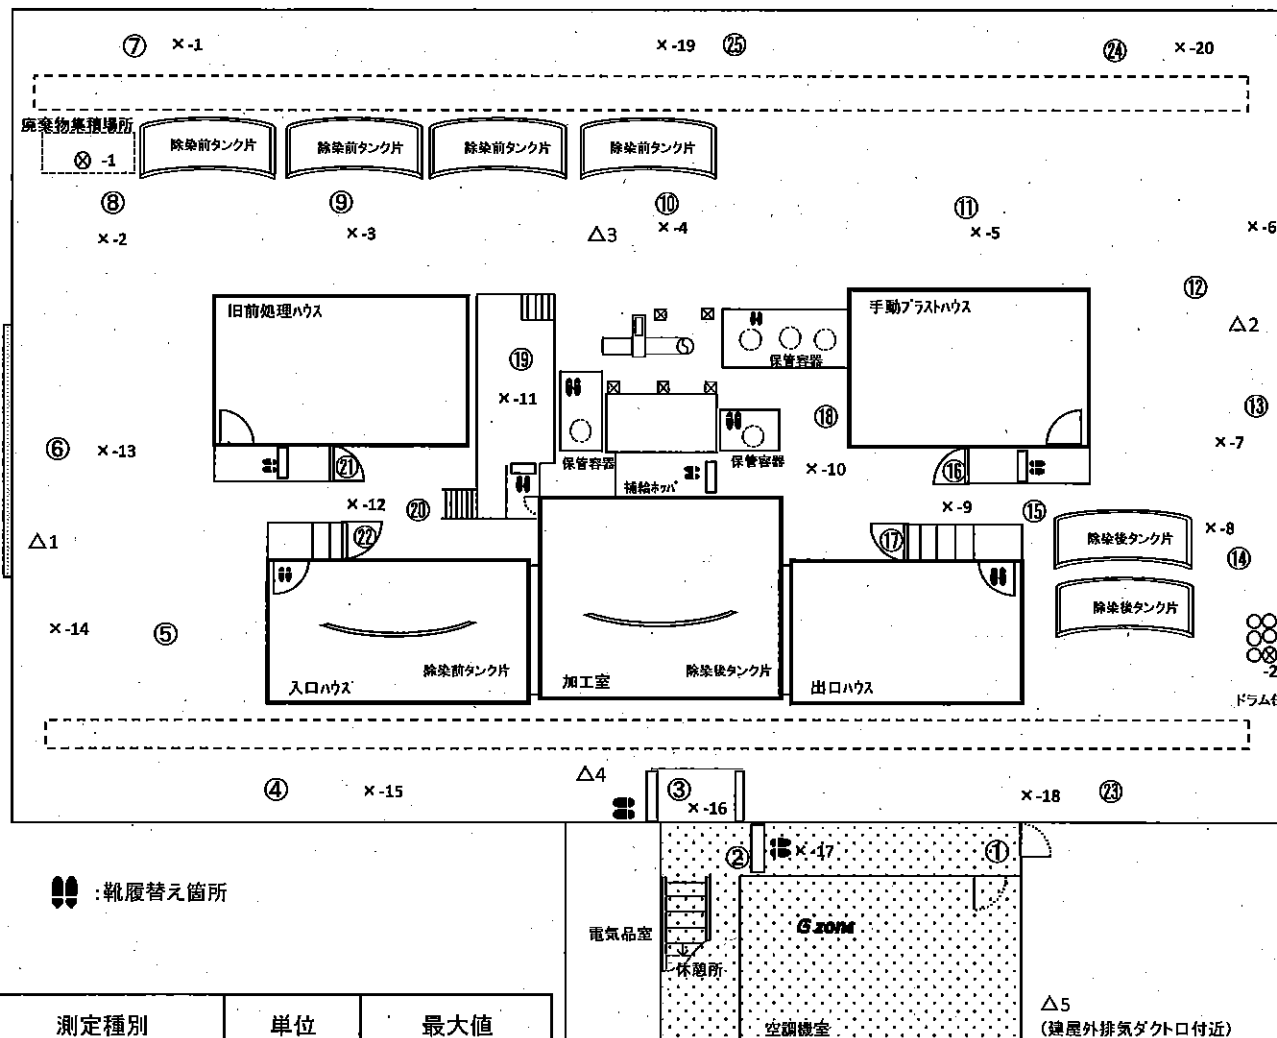 ⑦ ×-1 ×-19 ㉕ ㉔ ×-20
廃棄物集積場所
⊗ -1
除染前タンク片 除染前タンク片 除染前タンク片 除染前タンク片
⑧ ⑨ ⑩ ⑪
×-2 ×-3 △3 ×-4 ×-5 ×-6
⑫
旧前処理ハウス
手動ブラストハウス
△2
保管容器
⑲
×-11
⑱
⑬
×-7
⑥ ×-13
保管容器
保管容器
×-10
㉑
⑯
補給ホッパ
×-12 ⑳
×-9 ⑮
△1
㉒
⑰
除染後タンク片
×-8
⑭
除染後タンク片
×-14 ⑤
除染前タンク片
入口ハウス
加工室
除染後タンク片
出口ハウス
-2
④ ×-15 △4 ③ ×-16 ×-18 ㉓
② ×-17 ①
:靴履替え箇所
電気品室
G zone
休憩所
空調機室
△5
(建屋外排気ダクト口付近)
測定種別 単位 最大値